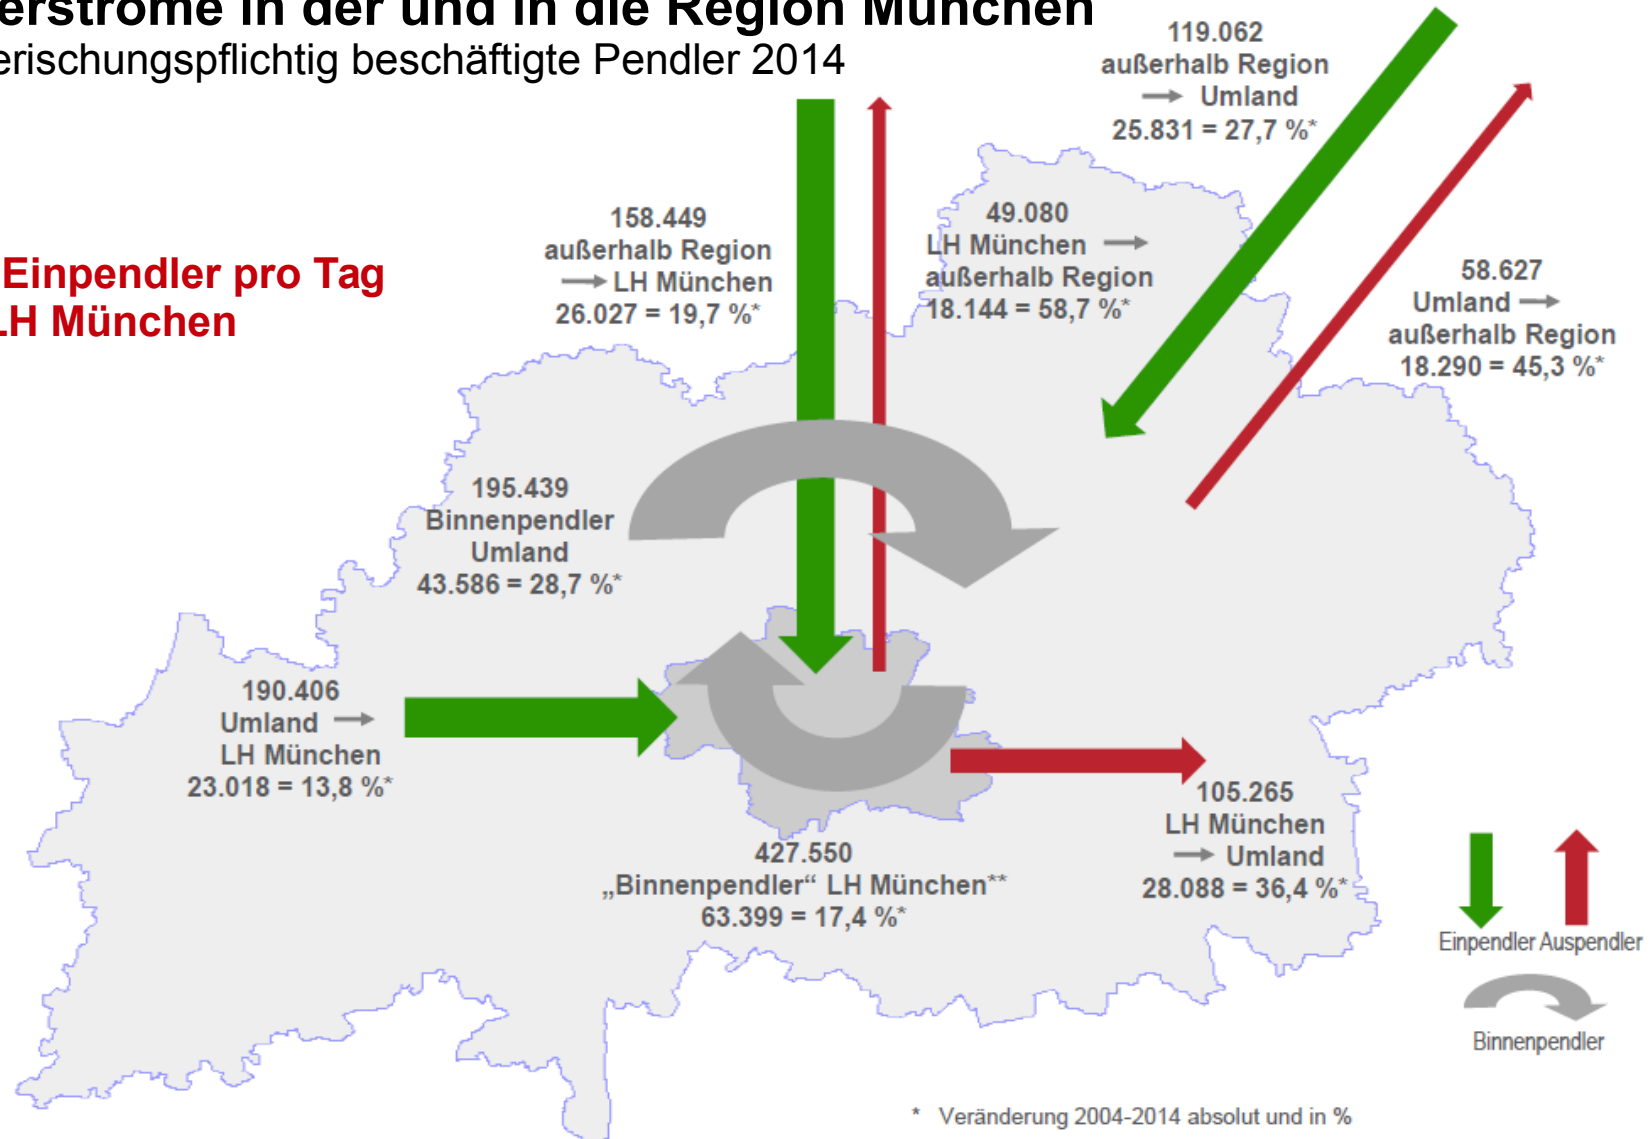 erströme in der und in die Region München
erischungspflichtig beschäftigte Pendler 2014
Einpendler pro Tag
LH München
119.062
außerhalb Region
→ Umland
25.831 = 27,7 %*
158.449
außerhalb Region
→ LH München
26.027 = 19,7 %*
49.080
LH München →
außerhalb Region
18.144 = 58,7 %*
58.627
Umland →
außerhalb Region
18.290 = 45,3 %*
195.439
Binnenpendler
Umland
43.586 = 28,7 %*
190.406
Umland →
LH München
23.018 = 13,8 %*
427.550
„Binnenpendler“ LH München**
63.399 = 17,4 %*
105.265
LH München
→ Umland
28.088 = 36,4 %*
Einpendler Auspendler
Binnenpendler
* Veränderung 2004-2014 absolut und in %